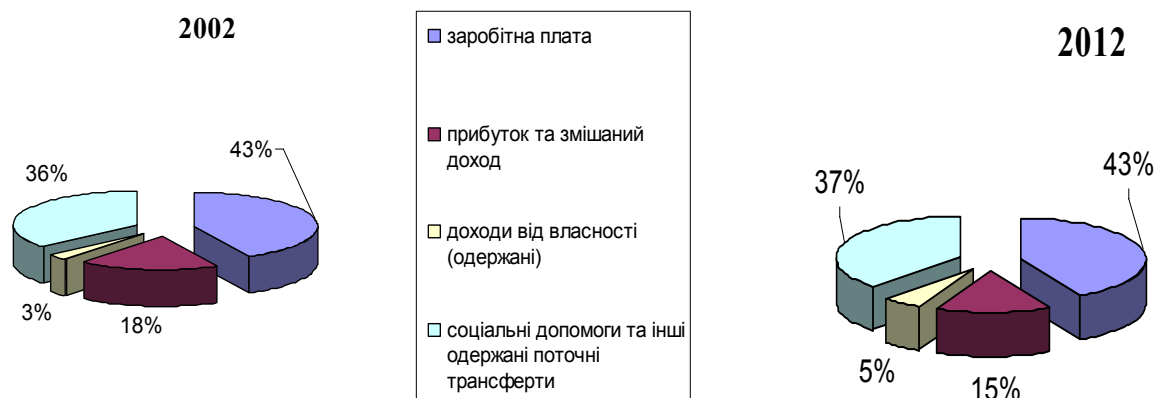 2002
43%
36%
3%
18%
заробітна плата
прибуток та змішаний
доход
доходи від власності
(одержані)
соціальні допомоги та інші
одержані поточні
трансферти
2012
43%
37%
5%
15%